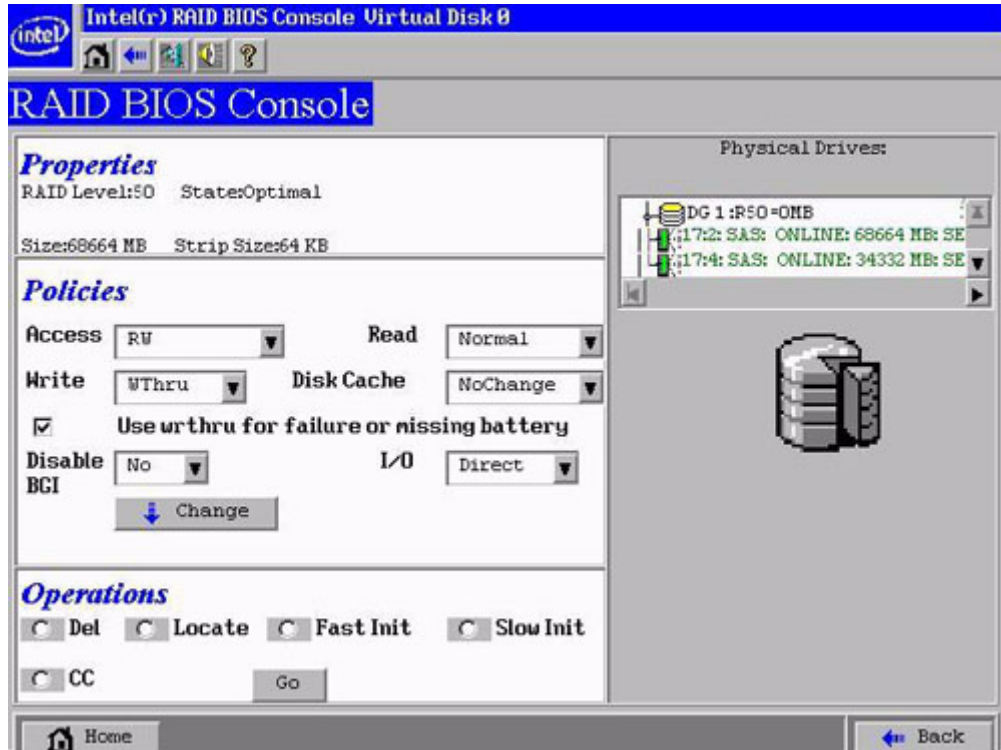 intel
Intel(r) RAID BIOS Console Virtual Disk 0
?
RAID BIOS Console
Properties
RAID Level:50 State:Optimal
Size:68664 MB Strip Size:64 KB
Policies
Access RW Read Normal
Write WThru Disk Cache NoChange
Use wrthru for failure or missing battery
Disable BGI No I/O Direct
Change
Operations
Del Locate Fast Init Slow Init
CC Go
Physical Drives:
DG 1 :R50=0MB
17:2: SAS: ONLINE: 68664 MB: SE
17:4: SAS: ONLINE: 34332 MB: SE
Home Back